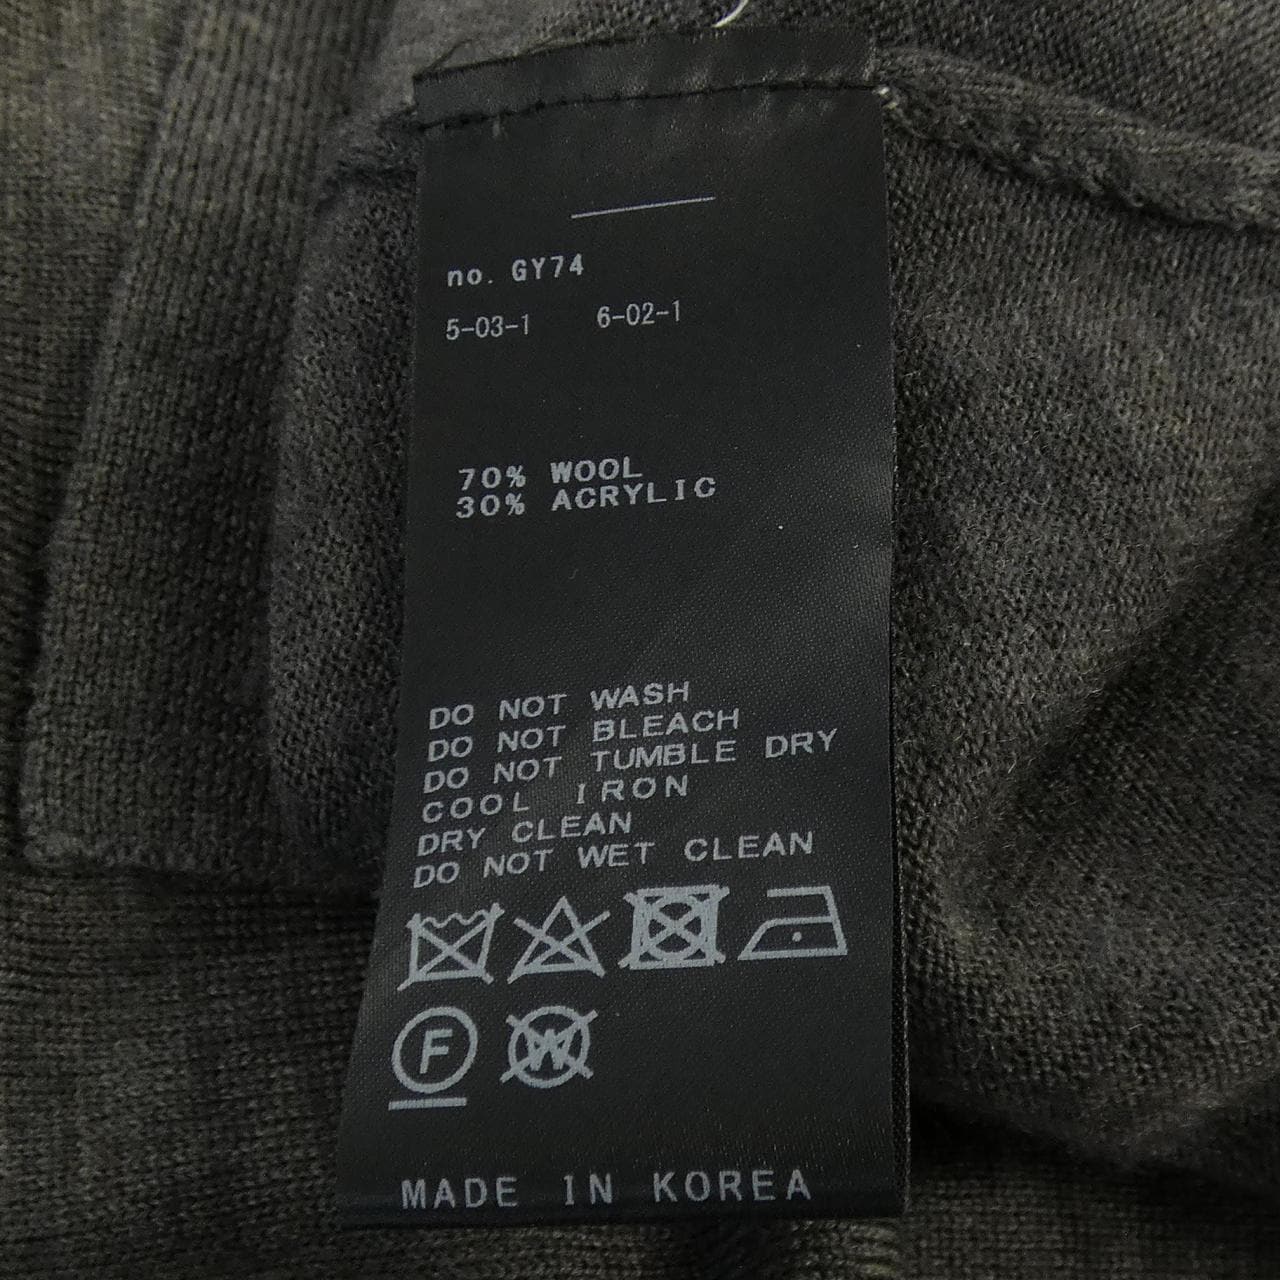 no. GY74
5-03-1 6-02-1
70% WOOL
30% ACRYLIC
DO NOT WASH
DO NOT BLEACH
DO NOT TUMBLE DRY
COOL IRON
DRY CLEAN
DO NOT WET CLEAN
F W
MADE IN KOREA